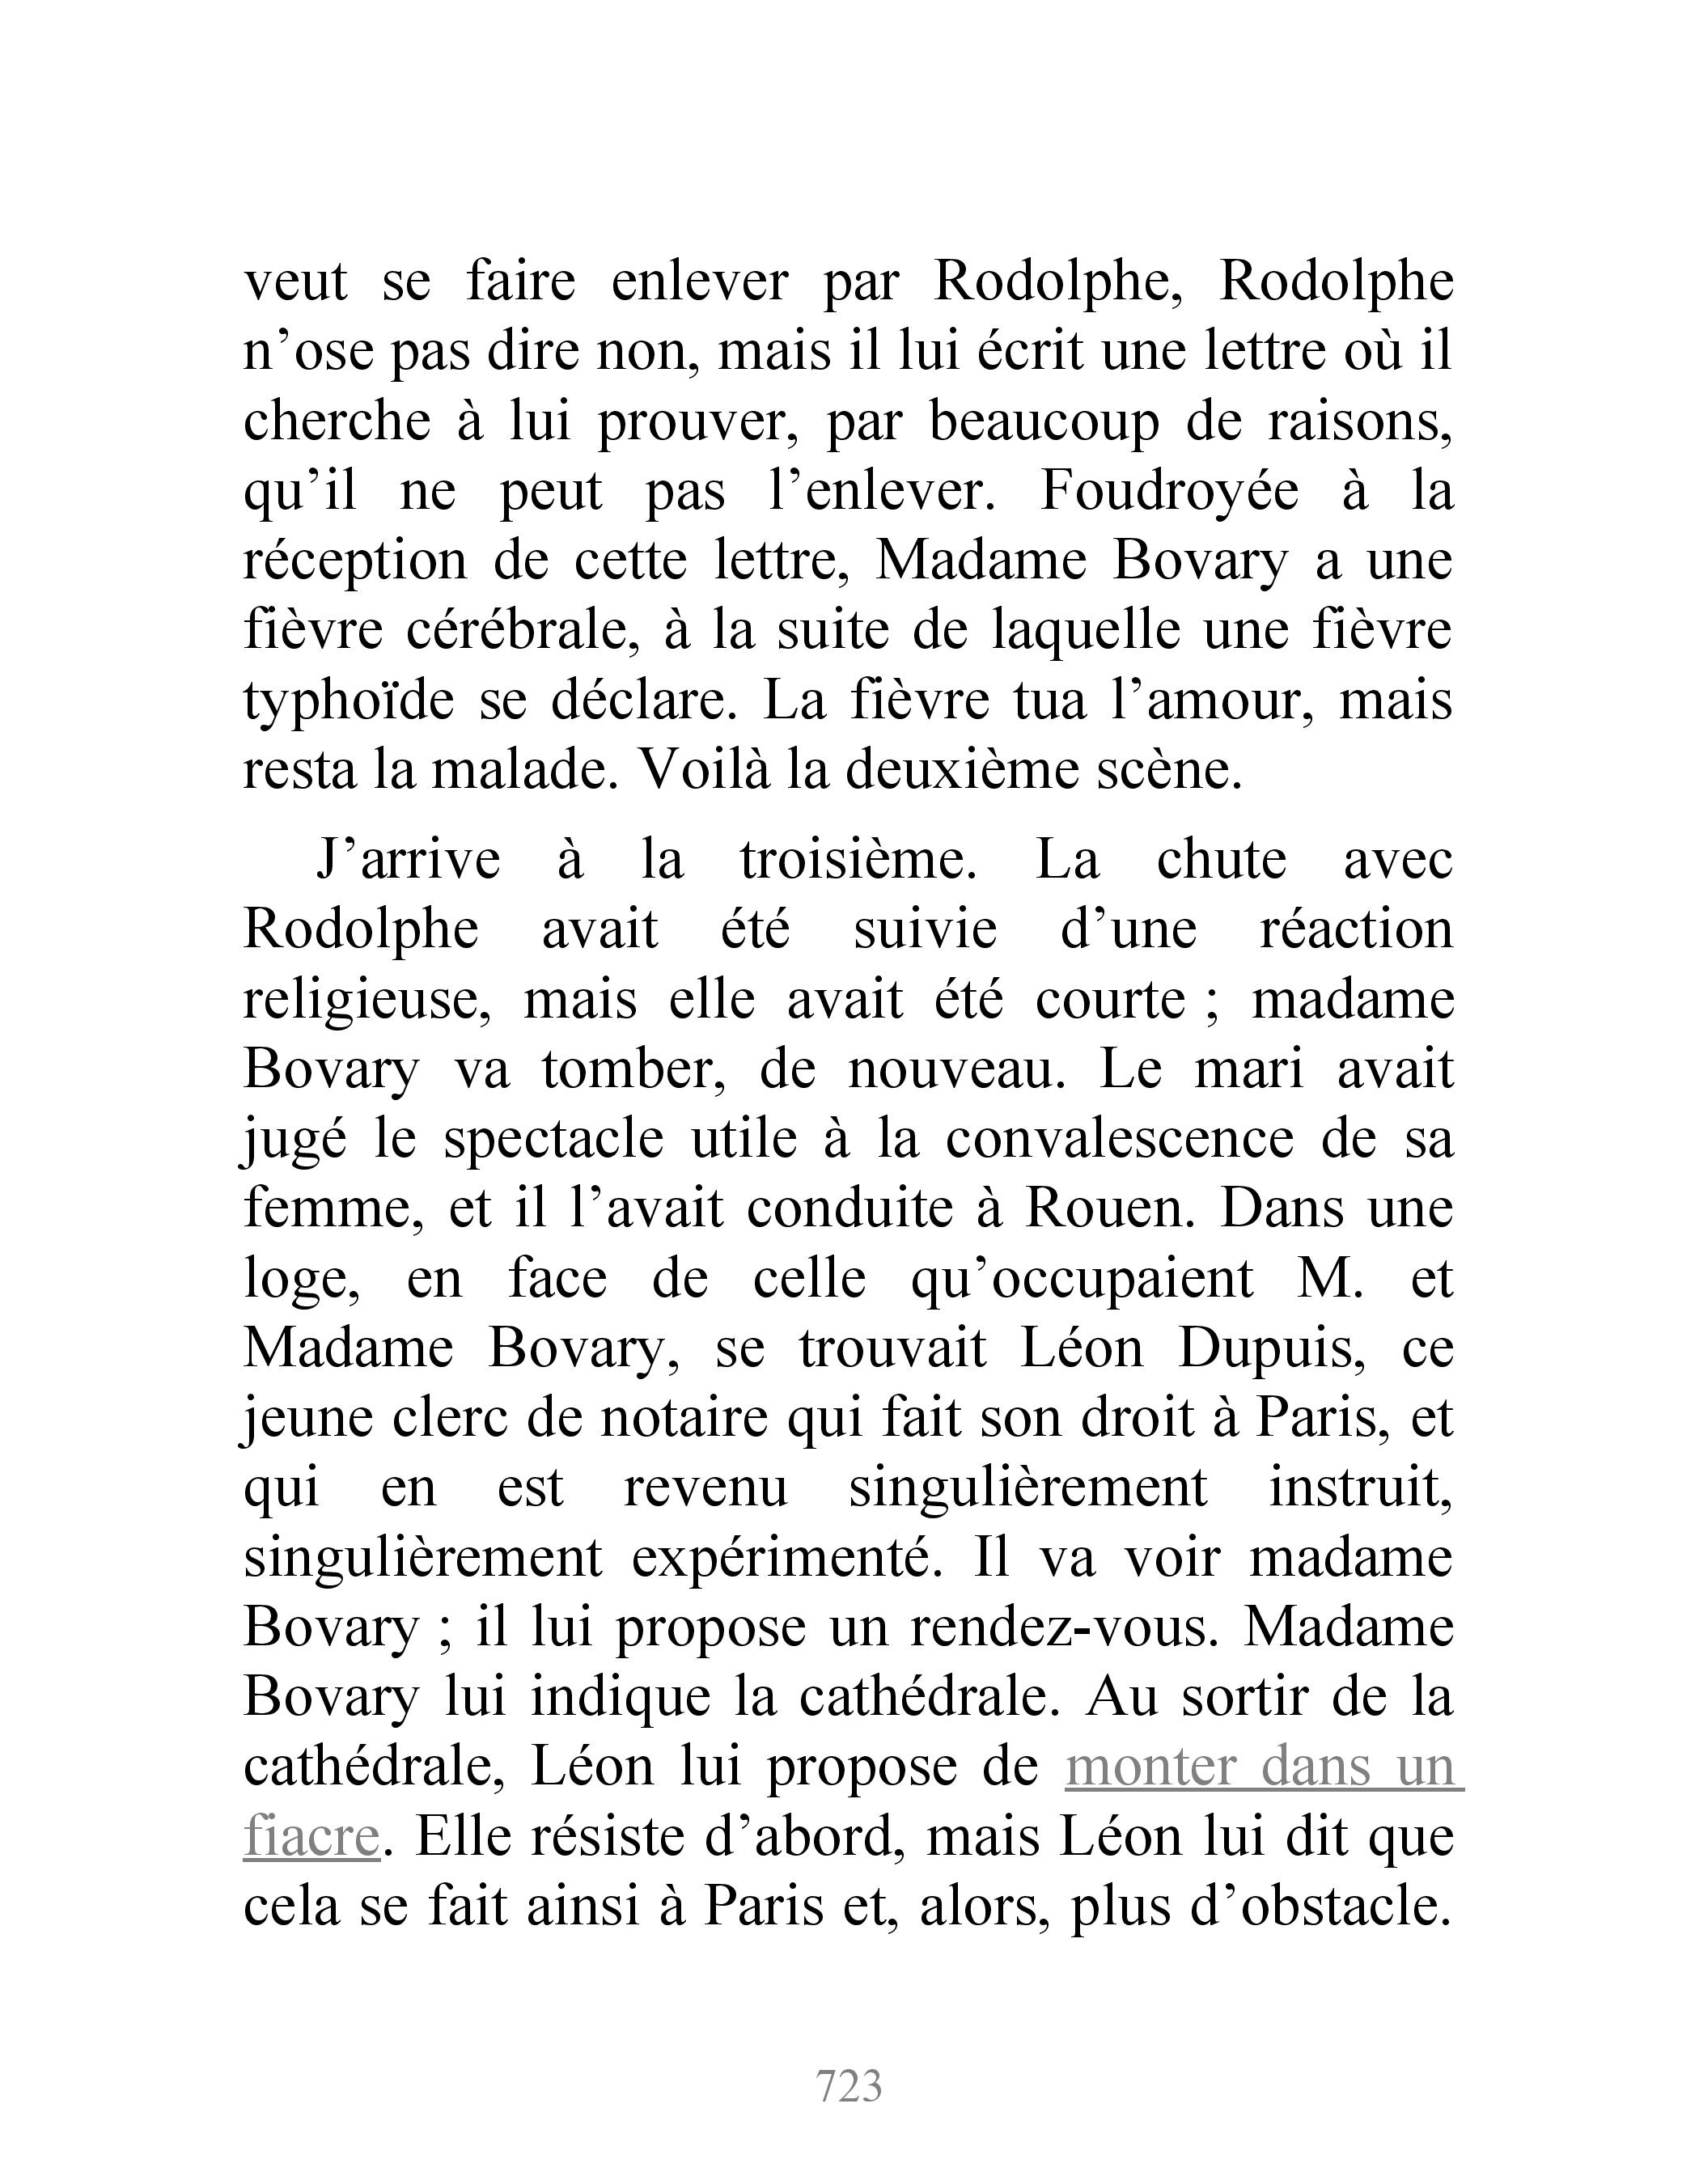 veut se faire enlever par Rodolphe, Rodolphe
n’ose pas dire non, mais il lui écrit une lettre où il
cherche à lui prouver, par beaucoup de raisons,
qu’il ne peut pas l’enlever. Foudroyée à la
réception de cette lettre, Madame Bovary a une
fièvre cérébrale, à la suite de laquelle une fièvre
typhoïde se déclare. La fièvre tua l’amour, mais
resta la malade. Voilà la deuxième scène.
J’arrive à la troisième. La chute avec
Rodolphe avait été suivie d’une réaction
religieuse, mais elle avait été courte ; madame
Bovary va tomber, de nouveau. Le mari avait
jugé le spectacle utile à la convalescence de sa
femme, et il l’avait conduite à Rouen. Dans une
loge, en face de celle qu’occupaient M. et
Madame Bovary, se trouvait Léon Dupuis, ce
jeune clerc de notaire qui fait son droit à Paris, et
qui en est revenu singulièrement instruit,
singulièrement expérimenté. Il va voir madame
Bovary ; il lui propose un rendez-vous. Madame
Bovary lui indique la cathédrale. Au sortir de la
cathédrale, Léon lui propose de monter dans un
fiacre. Elle résiste d’abord, mais Léon lui dit que
cela se fait ainsi à Paris et, alors, plus d’obstacle.
723